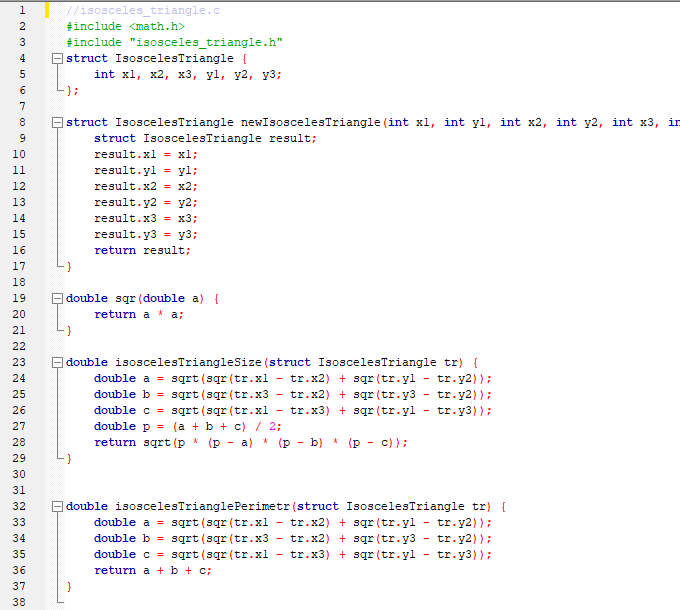 1 //isosceles_triangle.c
2 #include <math.h>
3 #include "isosceles_triangle.h"
4 struct IsoscelesTriangle {
5 int x1, x2, x3, y1, y2, y3;
6 };
7
8 struct IsoscelesTriangle newIsoscelesTriangle(int x1, int y1, int x2, int y2, int x3, in
9 struct IsoscelesTriangle result;
10 result.x1 = x1;
11 result.y1 = y1;
12 result.x2 = x2;
13 result.y2 = y2;
14 result.x3 = x3;
15 result.y3 = y3;
16 return result;
17 }
18
19 double sqr(double a) {
20 return a * a;
21 }
22
23 double isoscelesTriangleSize(struct IsoscelesTriangle tr) {
24 double a = sqrt(sqr(tr.x1 - tr.x2) + sqr(tr.y1 - tr.y2));
25 double b = sqrt(sqr(tr.x3 - tr.x2) + sqr(tr.y3 - tr.y2));
26 double c = sqrt(sqr(tr.x1 - tr.x3) + sqr(tr.y1 - tr.y3));
27 double p = (a + b + c) / 2;
28 return sqrt(p * (p - a) * (p - b) * (p - c));
29 }
30
31
32 double isoscelesTrianglePerimetr(struct IsoscelesTriangle tr) {
33 double a = sqrt(sqr(tr.x1 - tr.x2) + sqr(tr.y1 - tr.y2));
34 double b = sqrt(sqr(tr.x3 - tr.x2) + sqr(tr.y3 - tr.y2));
35 double c = sqrt(sqr(tr.x1 - tr.x3) + sqr(tr.y1 - tr.y3));
36 return a + b + c;
37 }
38